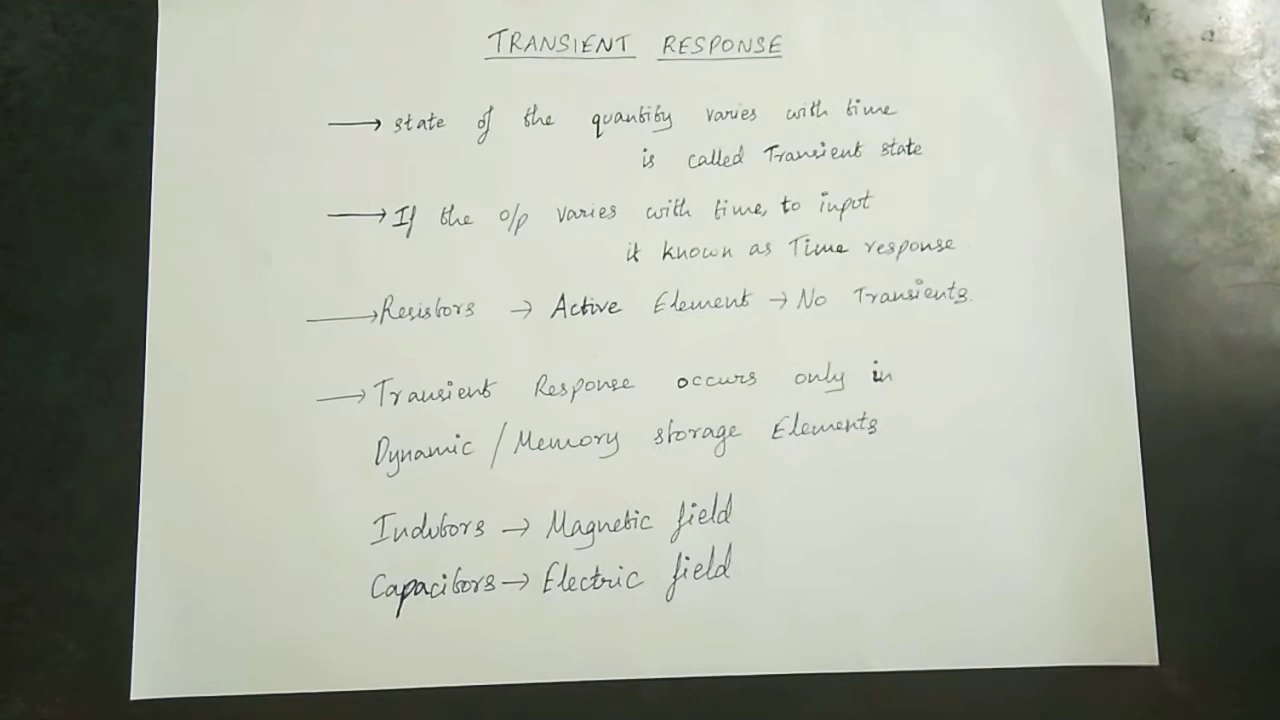 TRANSIENT RESPONSE
→ state of the quantity varies with time
is called Transient state
→ If the o/p varies with time, to input
it known as Time response
→ Resistors → Active Element → No Transients.
→ Transient Response occurs only in
Dynamic / Memory storage Elements
Inductors → Magnetic field
Capacitors → Electric field